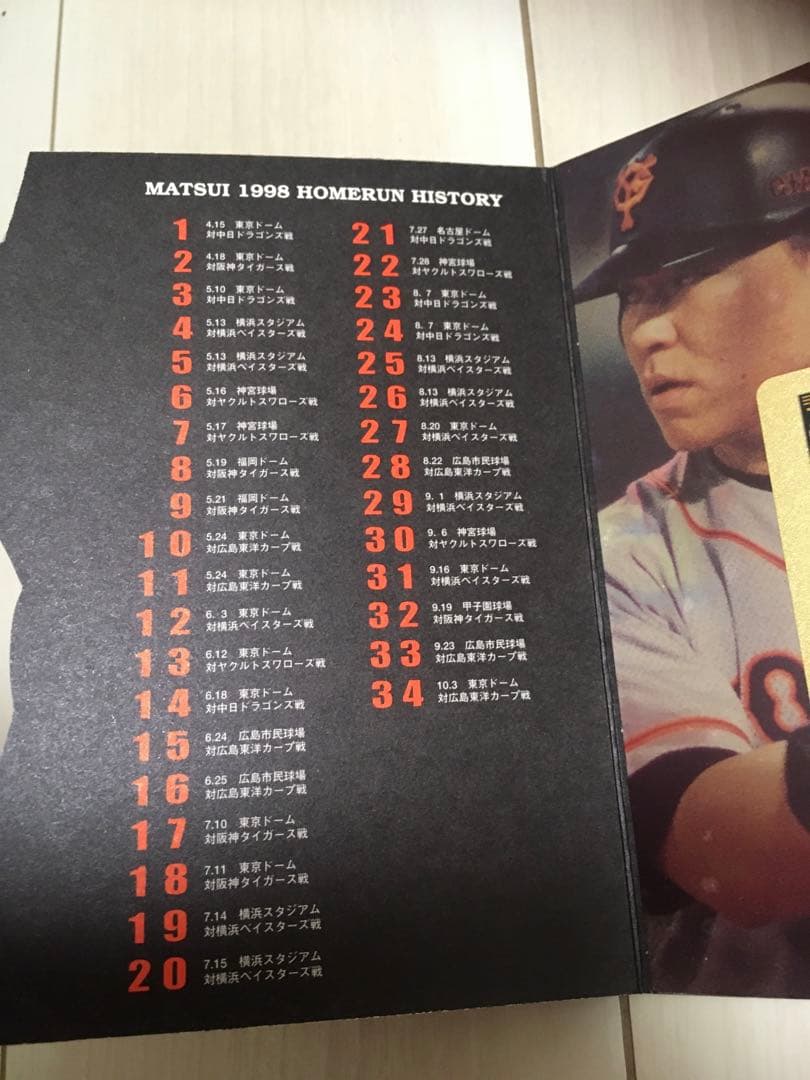 MATSUI 1998 HOMERUN HISTORY
1 4.15 東京ドーム
対中日ドラゴンズ戦
2 4.18 東京ドーム
対阪神タイガース戦
3 5.10 東京ドーム
対中日ドラゴンズ戦
4 5.13 横浜スタジアム
対横浜ベイスターズ戦
5 5.13 横浜スタジアム
対横浜ベイスターズ戦
6 5.16 神宮球場
対ヤクルトスワローズ戦
7 5.17 神宮球場
対ヤクルトスワローズ戦
8 5.19 福岡ドーム
対阪神タイガース戦
9 5.21 福岡ドーム
対阪神タイガース戦
10 5.24 東京ドーム
対広島東洋カープ戦
11 5.24 東京ドーム
対広島東洋カープ戦
12 6. 3 東京ドーム
対横浜ベイスターズ戦
13 6.12 東京ドーム
対ヤクルトスワローズ戦
14 6.18 東京ドーム
対中日ドラゴンズ戦
15 6.24 広島市民球場
対広島東洋カープ戦
16 6.25 広島市民球場
対広島東洋カープ戦
17 7.10 東京ドーム
対阪神タイガース戦
18 7.11 東京ドーム
対阪神タイガース戦
19 7.14 横浜スタジアム
対横浜ベイスターズ戦
20 7.15 横浜スタジアム
対横浜ベイスターズ戦
21 7.27 名古屋ドーム
対中日ドラゴンズ戦
22 7.28 神宮球場
対ヤクルトスワローズ戦
23 8. 7 東京ドーム
対中日ドラゴンズ戦
24 8. 7 東京ドーム
対中日ドラゴンズ戦
25 8.13 横浜スタジアム
対横浜ベイスターズ戦
26 8.13 横浜スタジアム
対横浜ベイスターズ戦
27 8.20 東京ドーム
対横浜ベイスターズ戦
28 8.22 広島市民球場
対広島東洋カープ戦
29 9. 1 横浜スタジアム
対横浜ベイスターズ戦
30 9. 6 神宮球場
対ヤクルトスワローズ戦
31 9.16 東京ドーム
対横浜ベイスターズ戦
32 9.19 甲子園球場
対阪神タイガース戦
33 9.23 広島市民球場
対広島東洋カープ戦
34 10.3 東京ドーム
対広島東洋カープ戦